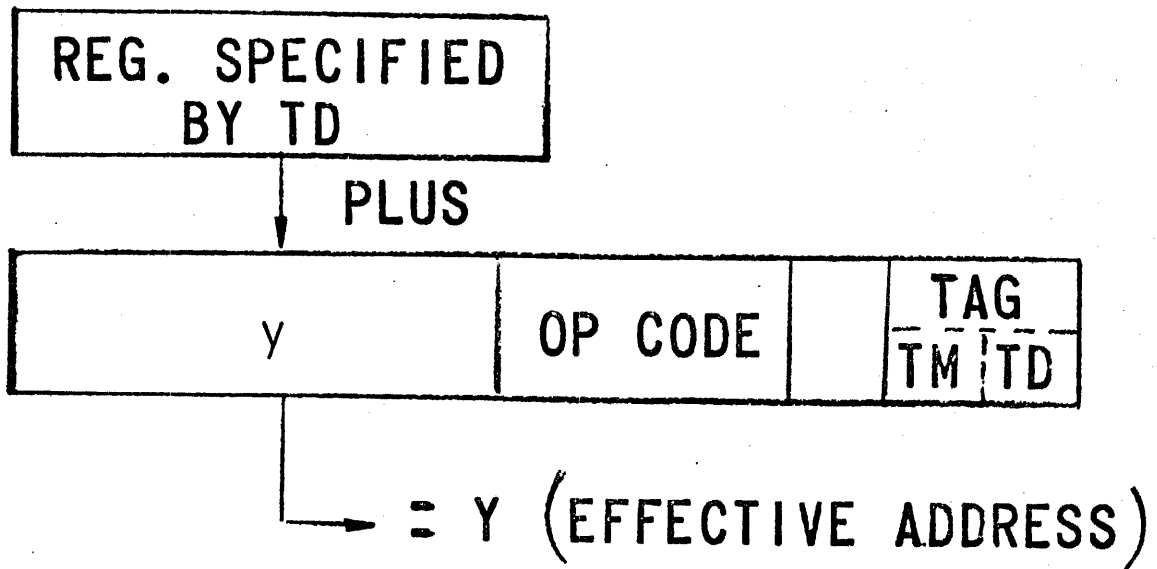 REG. SPECIFIED
BY TD
PLUS
y
OP CODE
TAG
TM TD
= Y (EFFECTIVE ADDRESS)